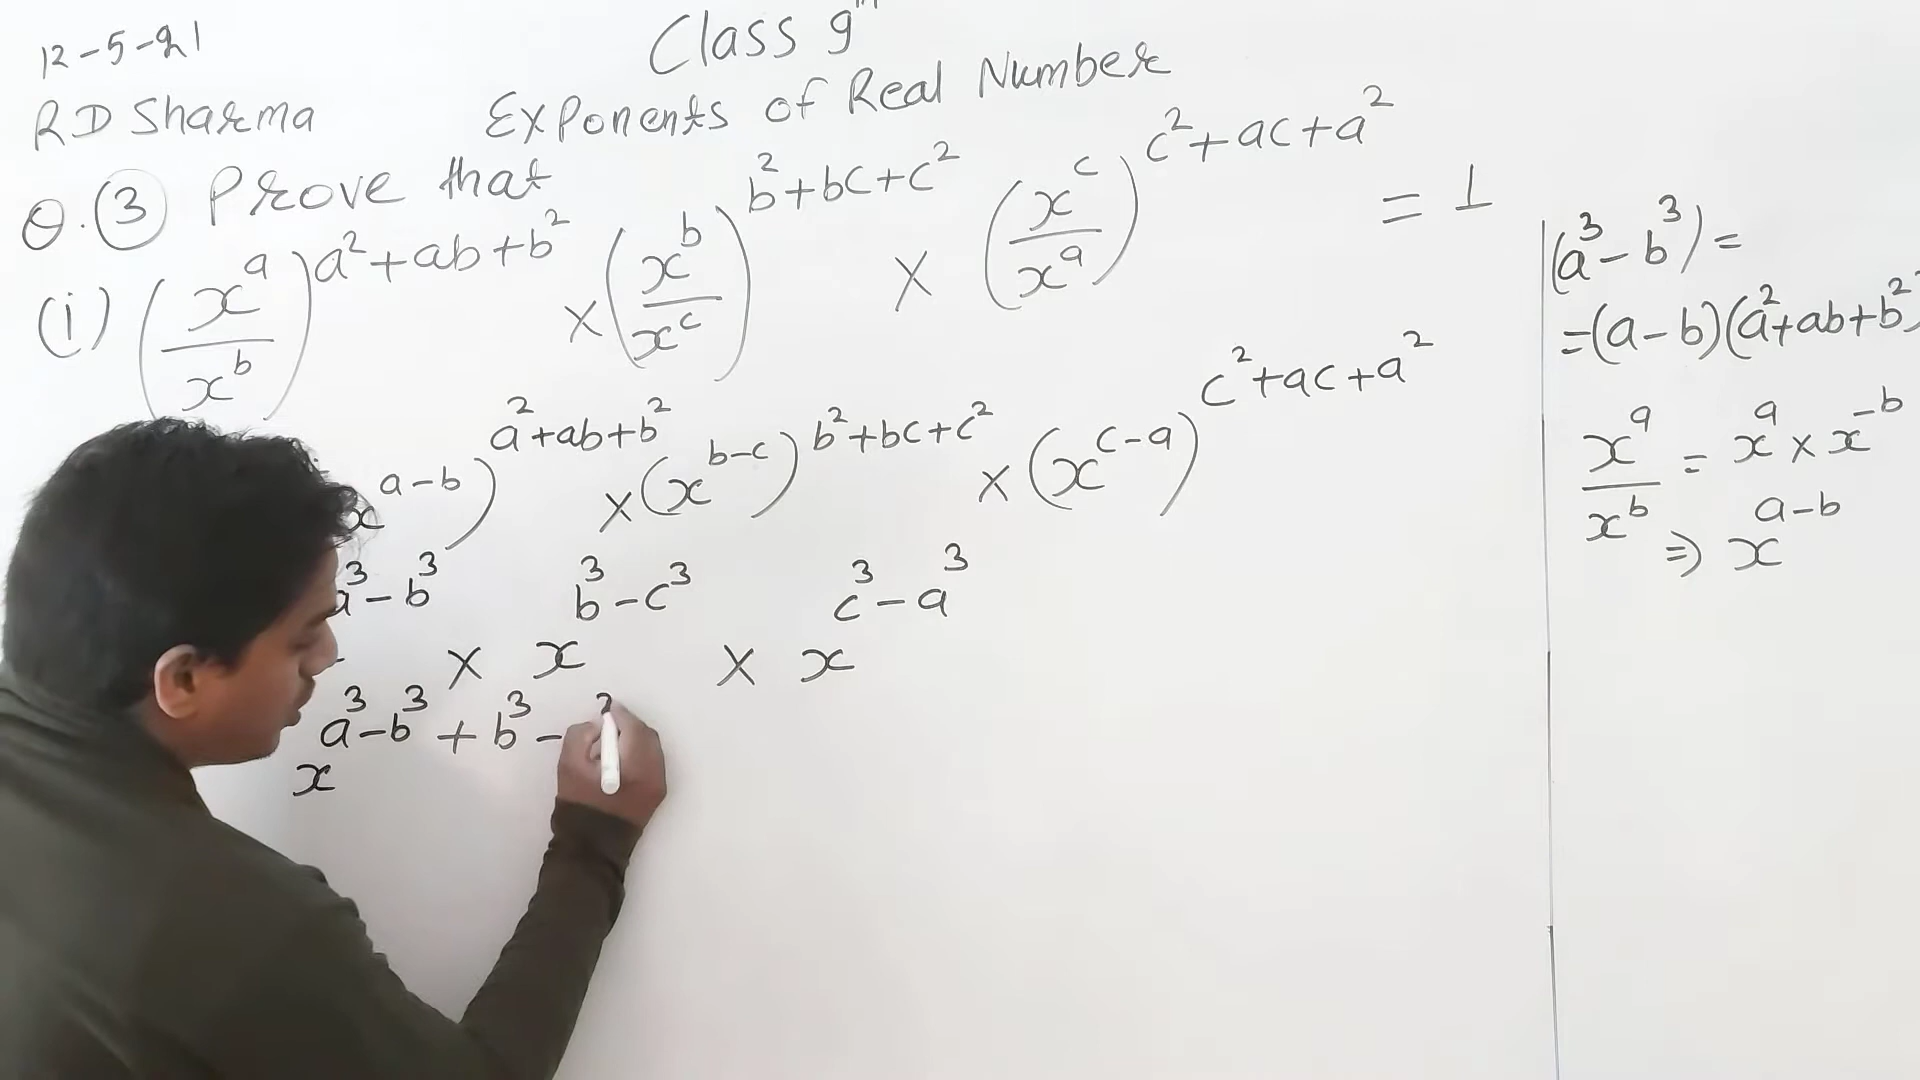 12-5-21
Class 9th
RD Sharma
Exponents of Real Number
Q.(3) Prove that
(i) (x^a/x^b)^(a²+ab+b²) × (x^b/x^c)^(b²+bc+c²) × (x^c/x^a)^(c²+ac+a²) = 1
x^(a-b))^(a²+ab+b²) × (x^(b-c))^(b²+bc+c²) × (x^(c-a))^(c²+ac+a²)
a³-b³ × x^(b³-c³) × x^(c³-a³)
x^(a³-b³+b³-
(a³-b³) =
=(a-b)(a²+ab+b²)
x^a/x^b = x^a × x^-b
⇒ x^(a-b)